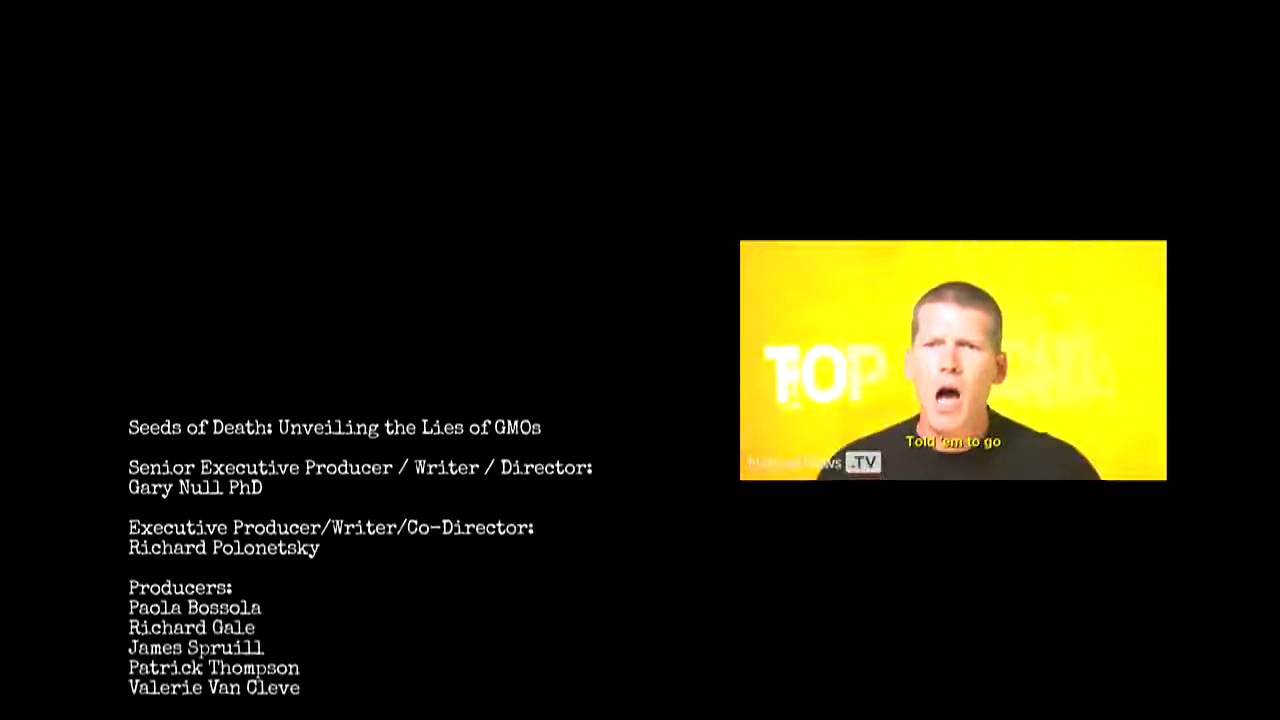 Seeds of Death: Unveiling the Lies of GMOs
Senior Executive Producer / Writer / Director:
Gary Null PhD
Executive Producer/Writer/Co-Director:
Richard Polonetsky
Producers:
Paola Bossola
Richard Gale
James Spruill
Patrick Thompson
Valerie Van Cleve
TOP
Told 'em to go
.TV